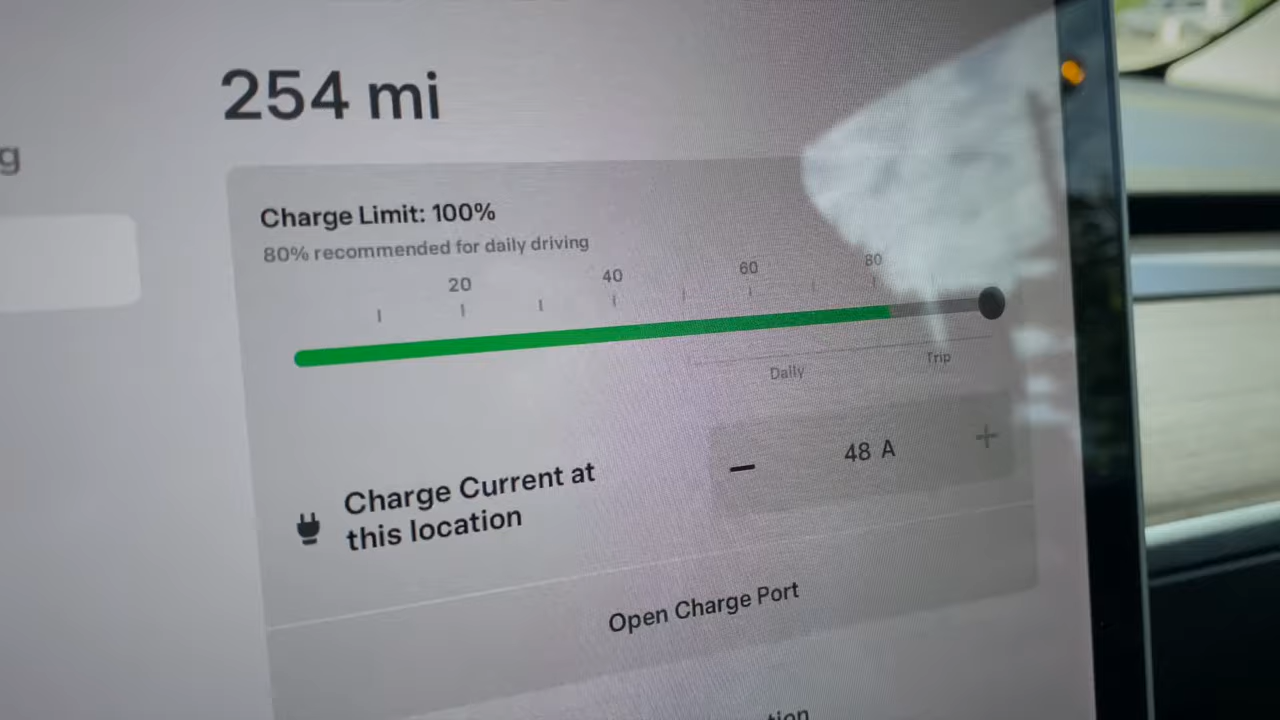 254 mi
g
Charge Limit: 100%
80% recommended for daily driving
20 40 60 80
Daily Trip
Charge Current at
this location
48 A
Open Charge Port
tion